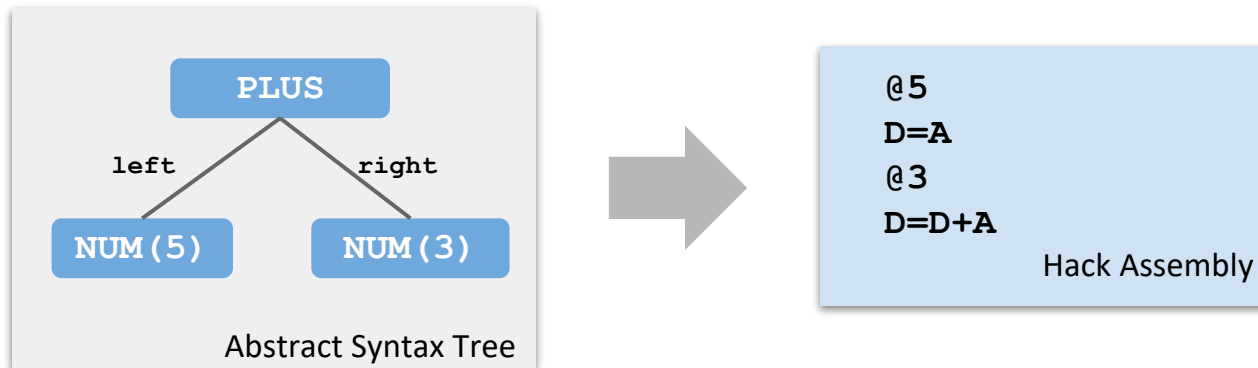 PLUS
left right
NUM(5) NUM(3)
Abstract Syntax Tree
@5
D=A
@3
D=D+A
Hack Assembly